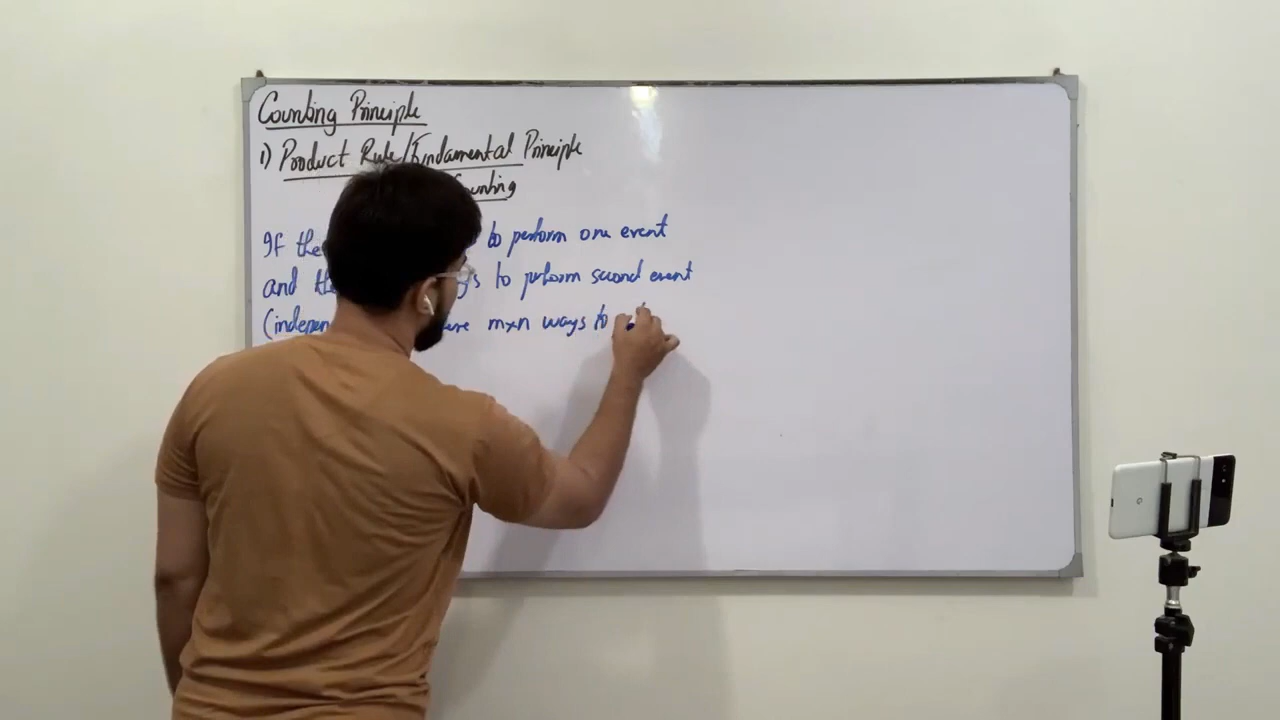 Counting Principle
1) Product Rule/Fundamental Principle
Counting
If the to perform one event
and the to perform second event
(indepen m×n ways to